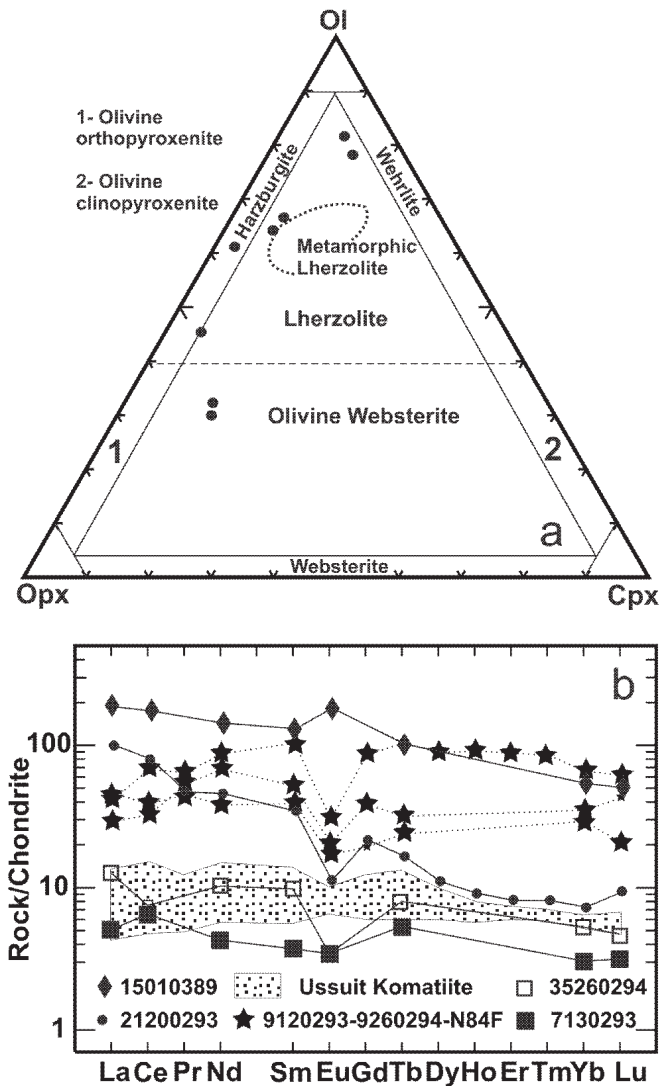 Ol
1- Olivine
orthopyroxenite
2- Olivine
clinopyroxenite
Harzburgite
Wehrlite
Metamorphic
Lherzolite
Lherzolite
Olivine Websterite
1
2
a
Websterite
Opx
Cpx
b
Rock/Chondrite
100
10
1
15010389
Ussuit Komatiite
35260294
21200293
9120293-9260294-N84F
7130293
La Ce Pr Nd Sm Eu Gd Tb Dy Ho Er Tm Yb Lu